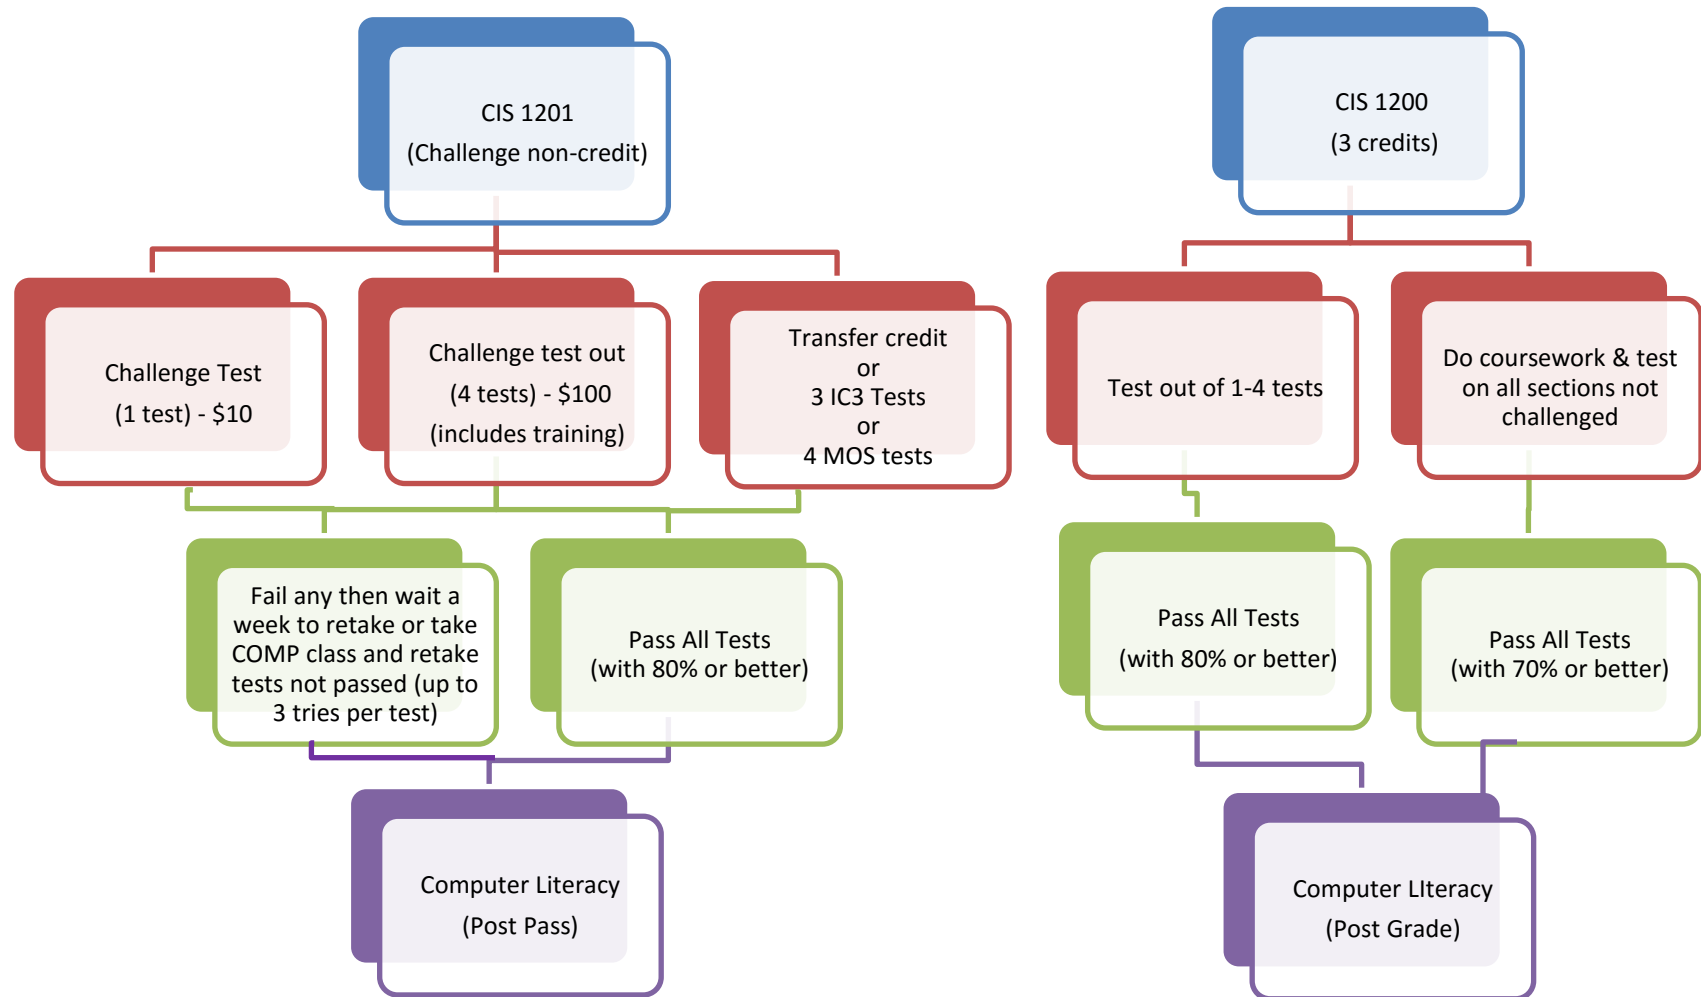 CIS 1201
(Challenge non-credit)
CIS 1200
(3 credits)
Challenge Test
(1 test) - $10
Challenge test out
(4 tests) - $100
(includes training)
Transfer credit
or
3 IC3 Tests
or
4 MOS tests
Test out of 1-4 tests
Do coursework & test
on all sections not
challenged
Fail any then wait a
week to retake or take
COMP class and retake
tests not passed (up to
3 tries per test)
Pass All Tests
(with 80% or better)
Pass All Tests
(with 80% or better)
Pass All Tests
(with 70% or better)
Computer Literacy
(Post Pass)
Computer LIteracy
(Post Grade)